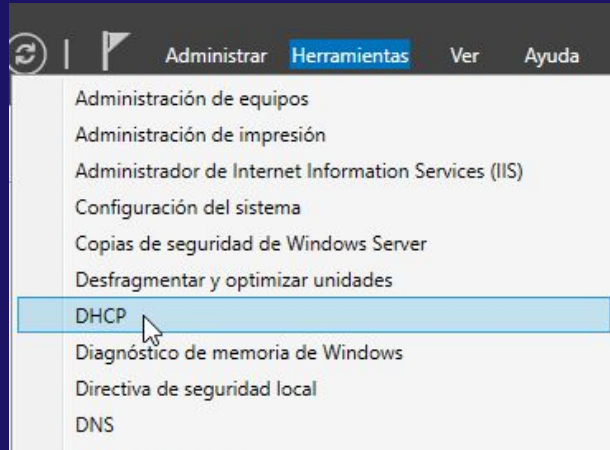 Administrar Herramientas Ver Ayuda
Administración de equipos
Administración de impresión
Administrador de Internet Information Services (IIS)
Configuración del sistema
Copias de seguridad de Windows Server
Desfragmentar y optimizar unidades
DHCP
Diagnóstico de memoria de Windows
Directiva de seguridad local
DNS